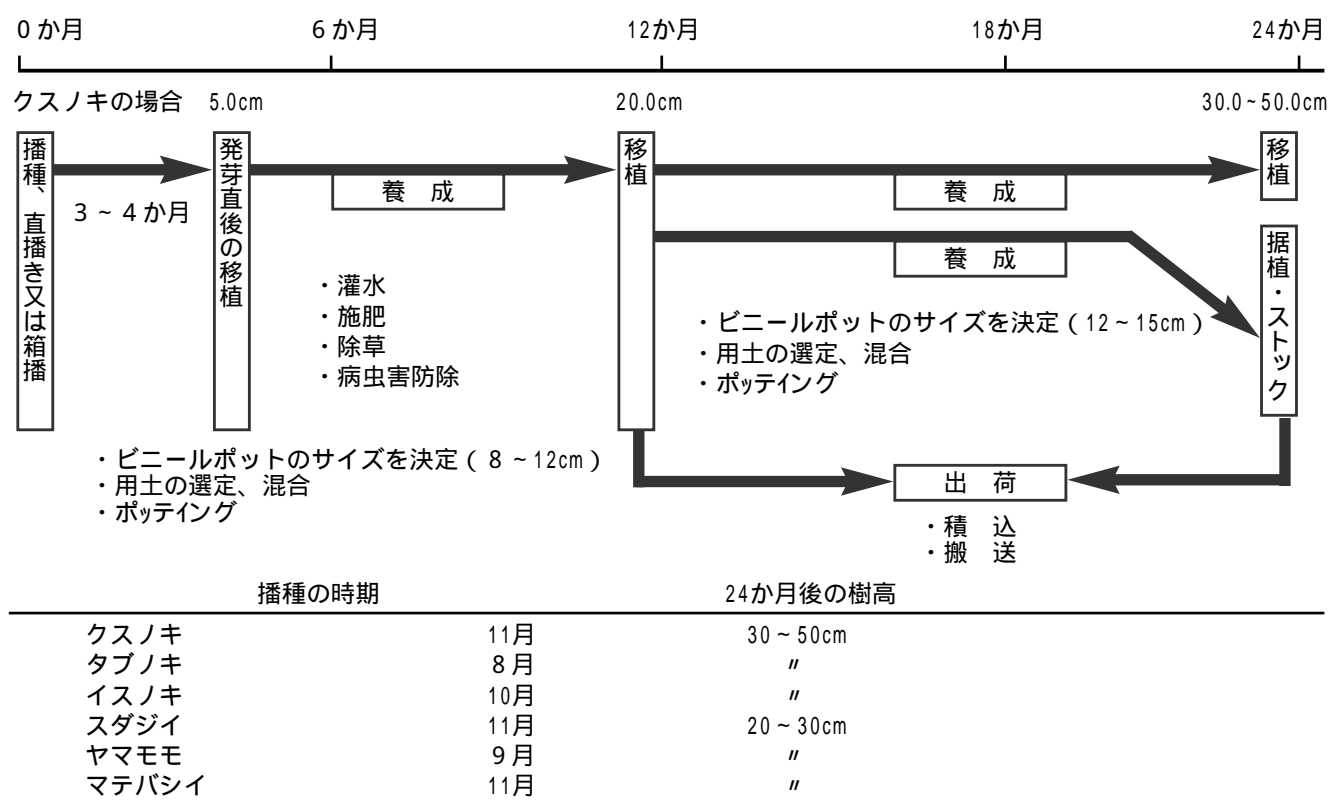 0か月 6か月 12か月 18か月 24か月
クスノキの場合 5.0cm 20.0cm 30.0~50.0cm
播種、直播き又は箱播
3~4か月
発芽直後の移植
養 成
・灌水
・施肥
・除草
・病虫害防除
・ビニールポットのサイズを決定(8~12cm)
・用土の選定、混合
・ポッテイング
移植
養 成
養 成
・ビニールポットのサイズを決定(12~15cm)
・用土の選定、混合
・ポッテイング
移植
据植・ストック
出 荷
・積 込
・搬 送
播種の時期 24か月後の樹高
クスノキ 11月 30~50cm
タブノキ 8月 〃
イスノキ 10月 〃
スダジイ 11月 20~30cm
ヤマモモ 9月 〃
マテバシイ 11月 〃